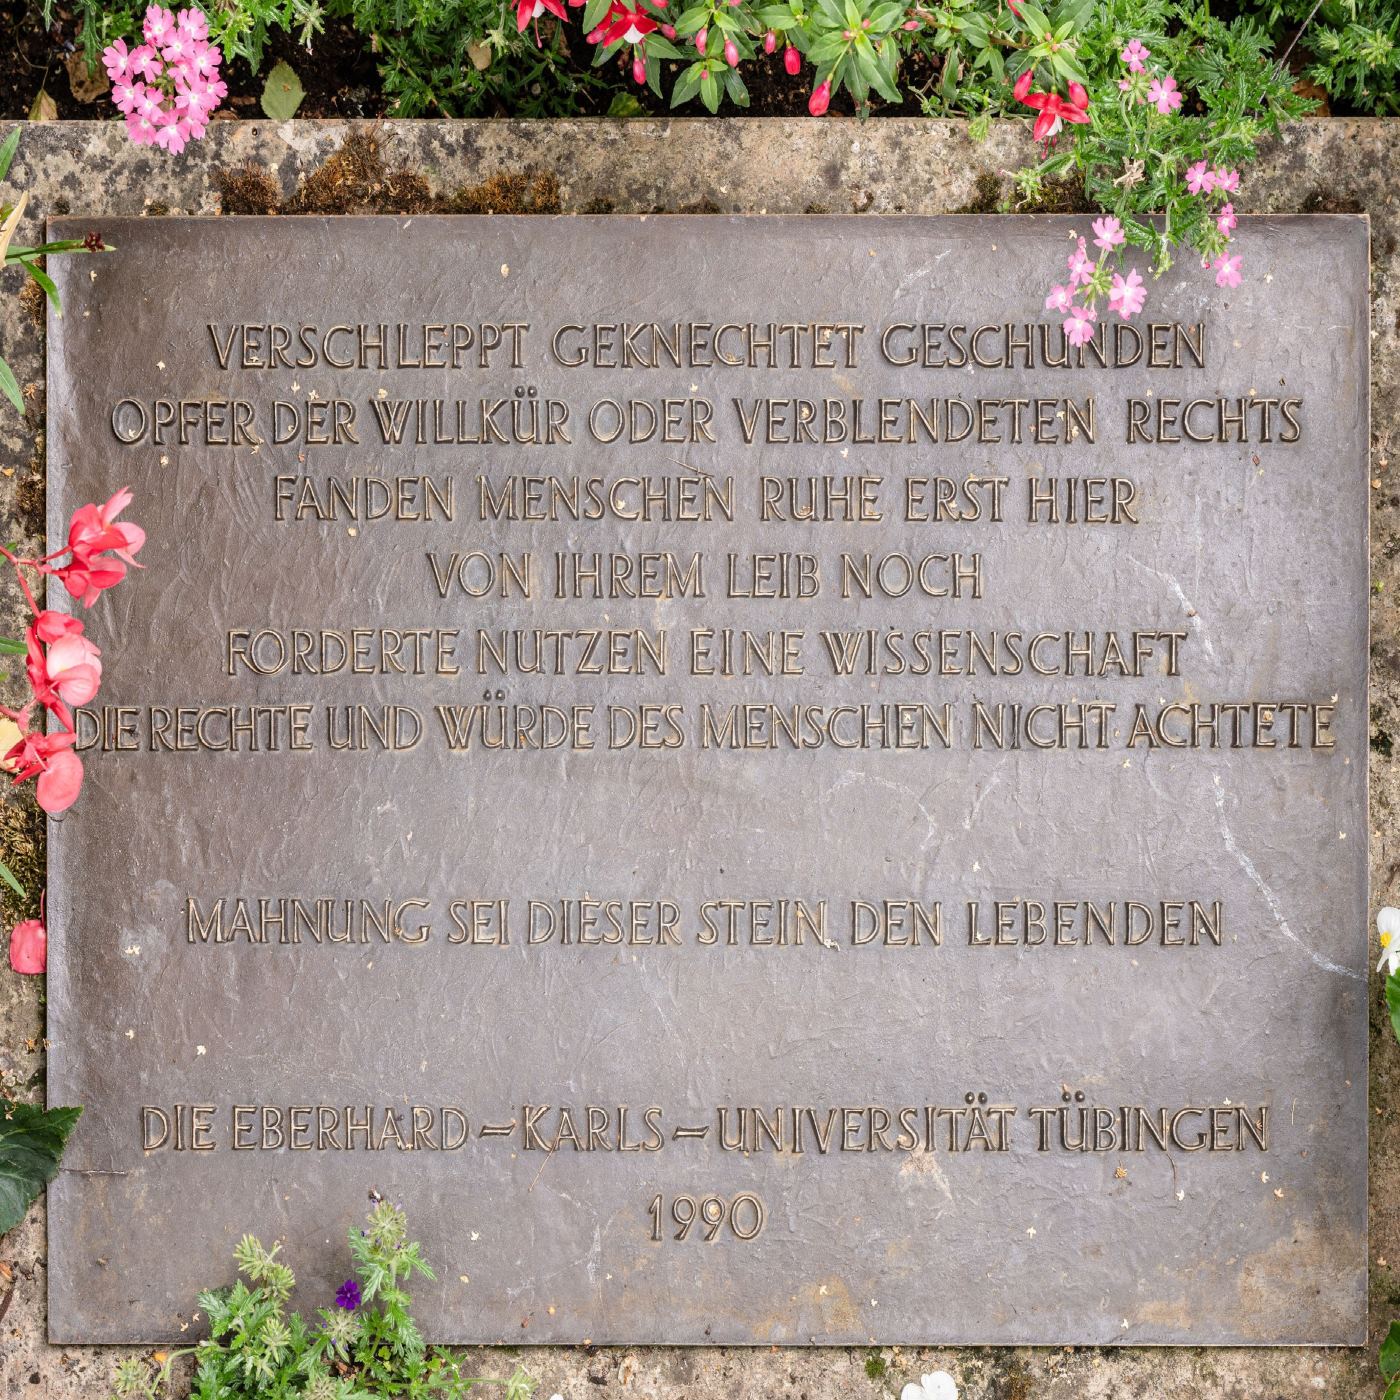 VERSCHLEPPT GEKNECHTET GESCHUNDEN
OPFER DER WILLKÜR ODER VERBLENDETEN RECHTS
FANDEN MENSCHEN RUHE ERST HIER
VON IHREM LEIB NOCH
FORDERTE NUTZEN EINE WISSENSCHAFT
DIE RECHTE UND WÜRDE DES MENSCHEN NICHT ACHTETE
MAHNUNG SEI DIESER STEIN DEN LEBENDEN
DIE EBERHARD-KARLS-UNIVERSITÄT TÜBINGEN
1990